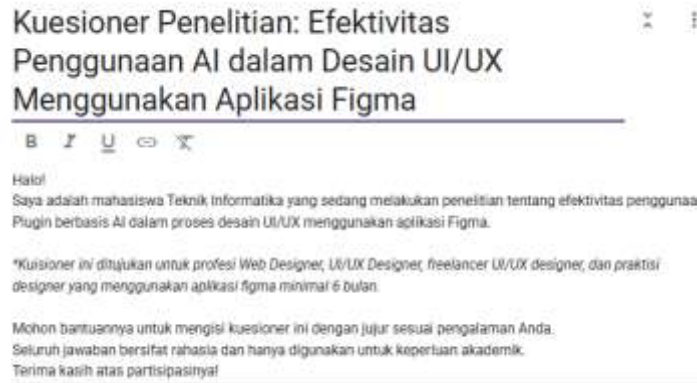 Kuesioner Penelitian: Efektivitas
Penggunaan AI dalam Desain UI/UX
Menggunakan Aplikasi Figma
B I U
Halo!
Saya adalah mahasiswa Teknik Informatika yang sedang melakukan penelitian tentang efektivitas penggunaa
Plugin berbasis AI dalam proses desain UI/UX menggunakan aplikasi Figma.
*Kuisioner ini ditujukan untuk profesi Web Designer, UI/UX Designer, freelancer UI/UX designer, dan praktisi
designer yang menggunakan aplikasi figma minimal 6 bulan.
Mohon bantuannya untuk mengisi kuesioner ini dengan jujur sesuai pengalaman Anda.
Seluruh jawaban bersifat rahasia dan hanya digunakan untuk keperluan akademik.
Terima kasih atas partisipasinya!